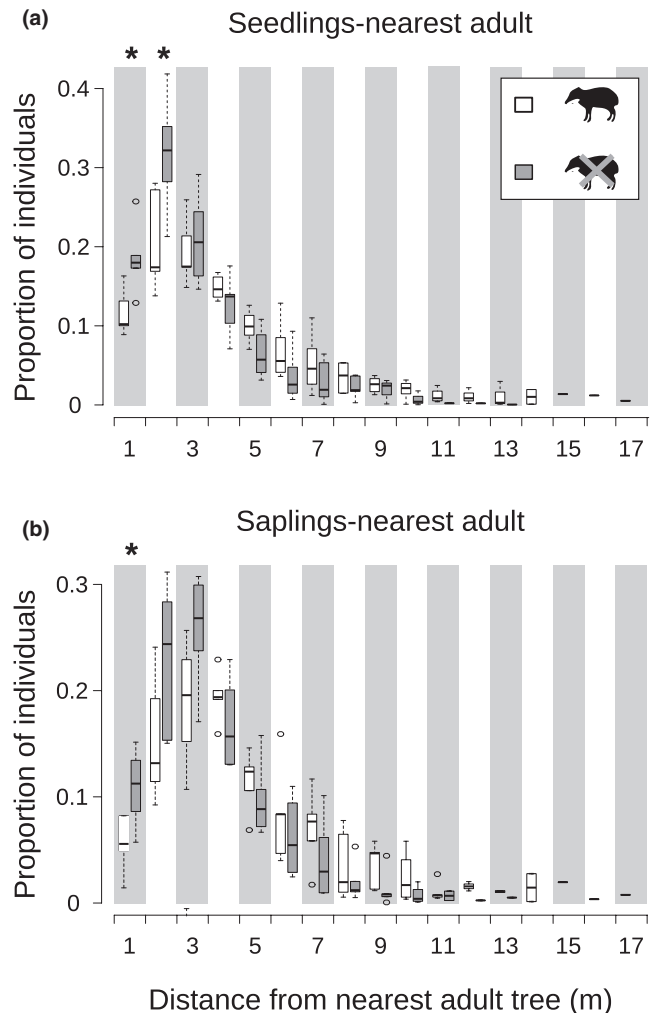 (a)
Seedlings-nearest adult
* *
Proportion of individuals
0.4
0.3
0.2
0.1
0
1 3 5 7 9 11 13 15 17
(b)
Saplings-nearest adult
*
Proportion of individuals
0.3
0.2
0.1
0
1 3 5 7 9 11 13 15 17
Distance from nearest adult tree (m)